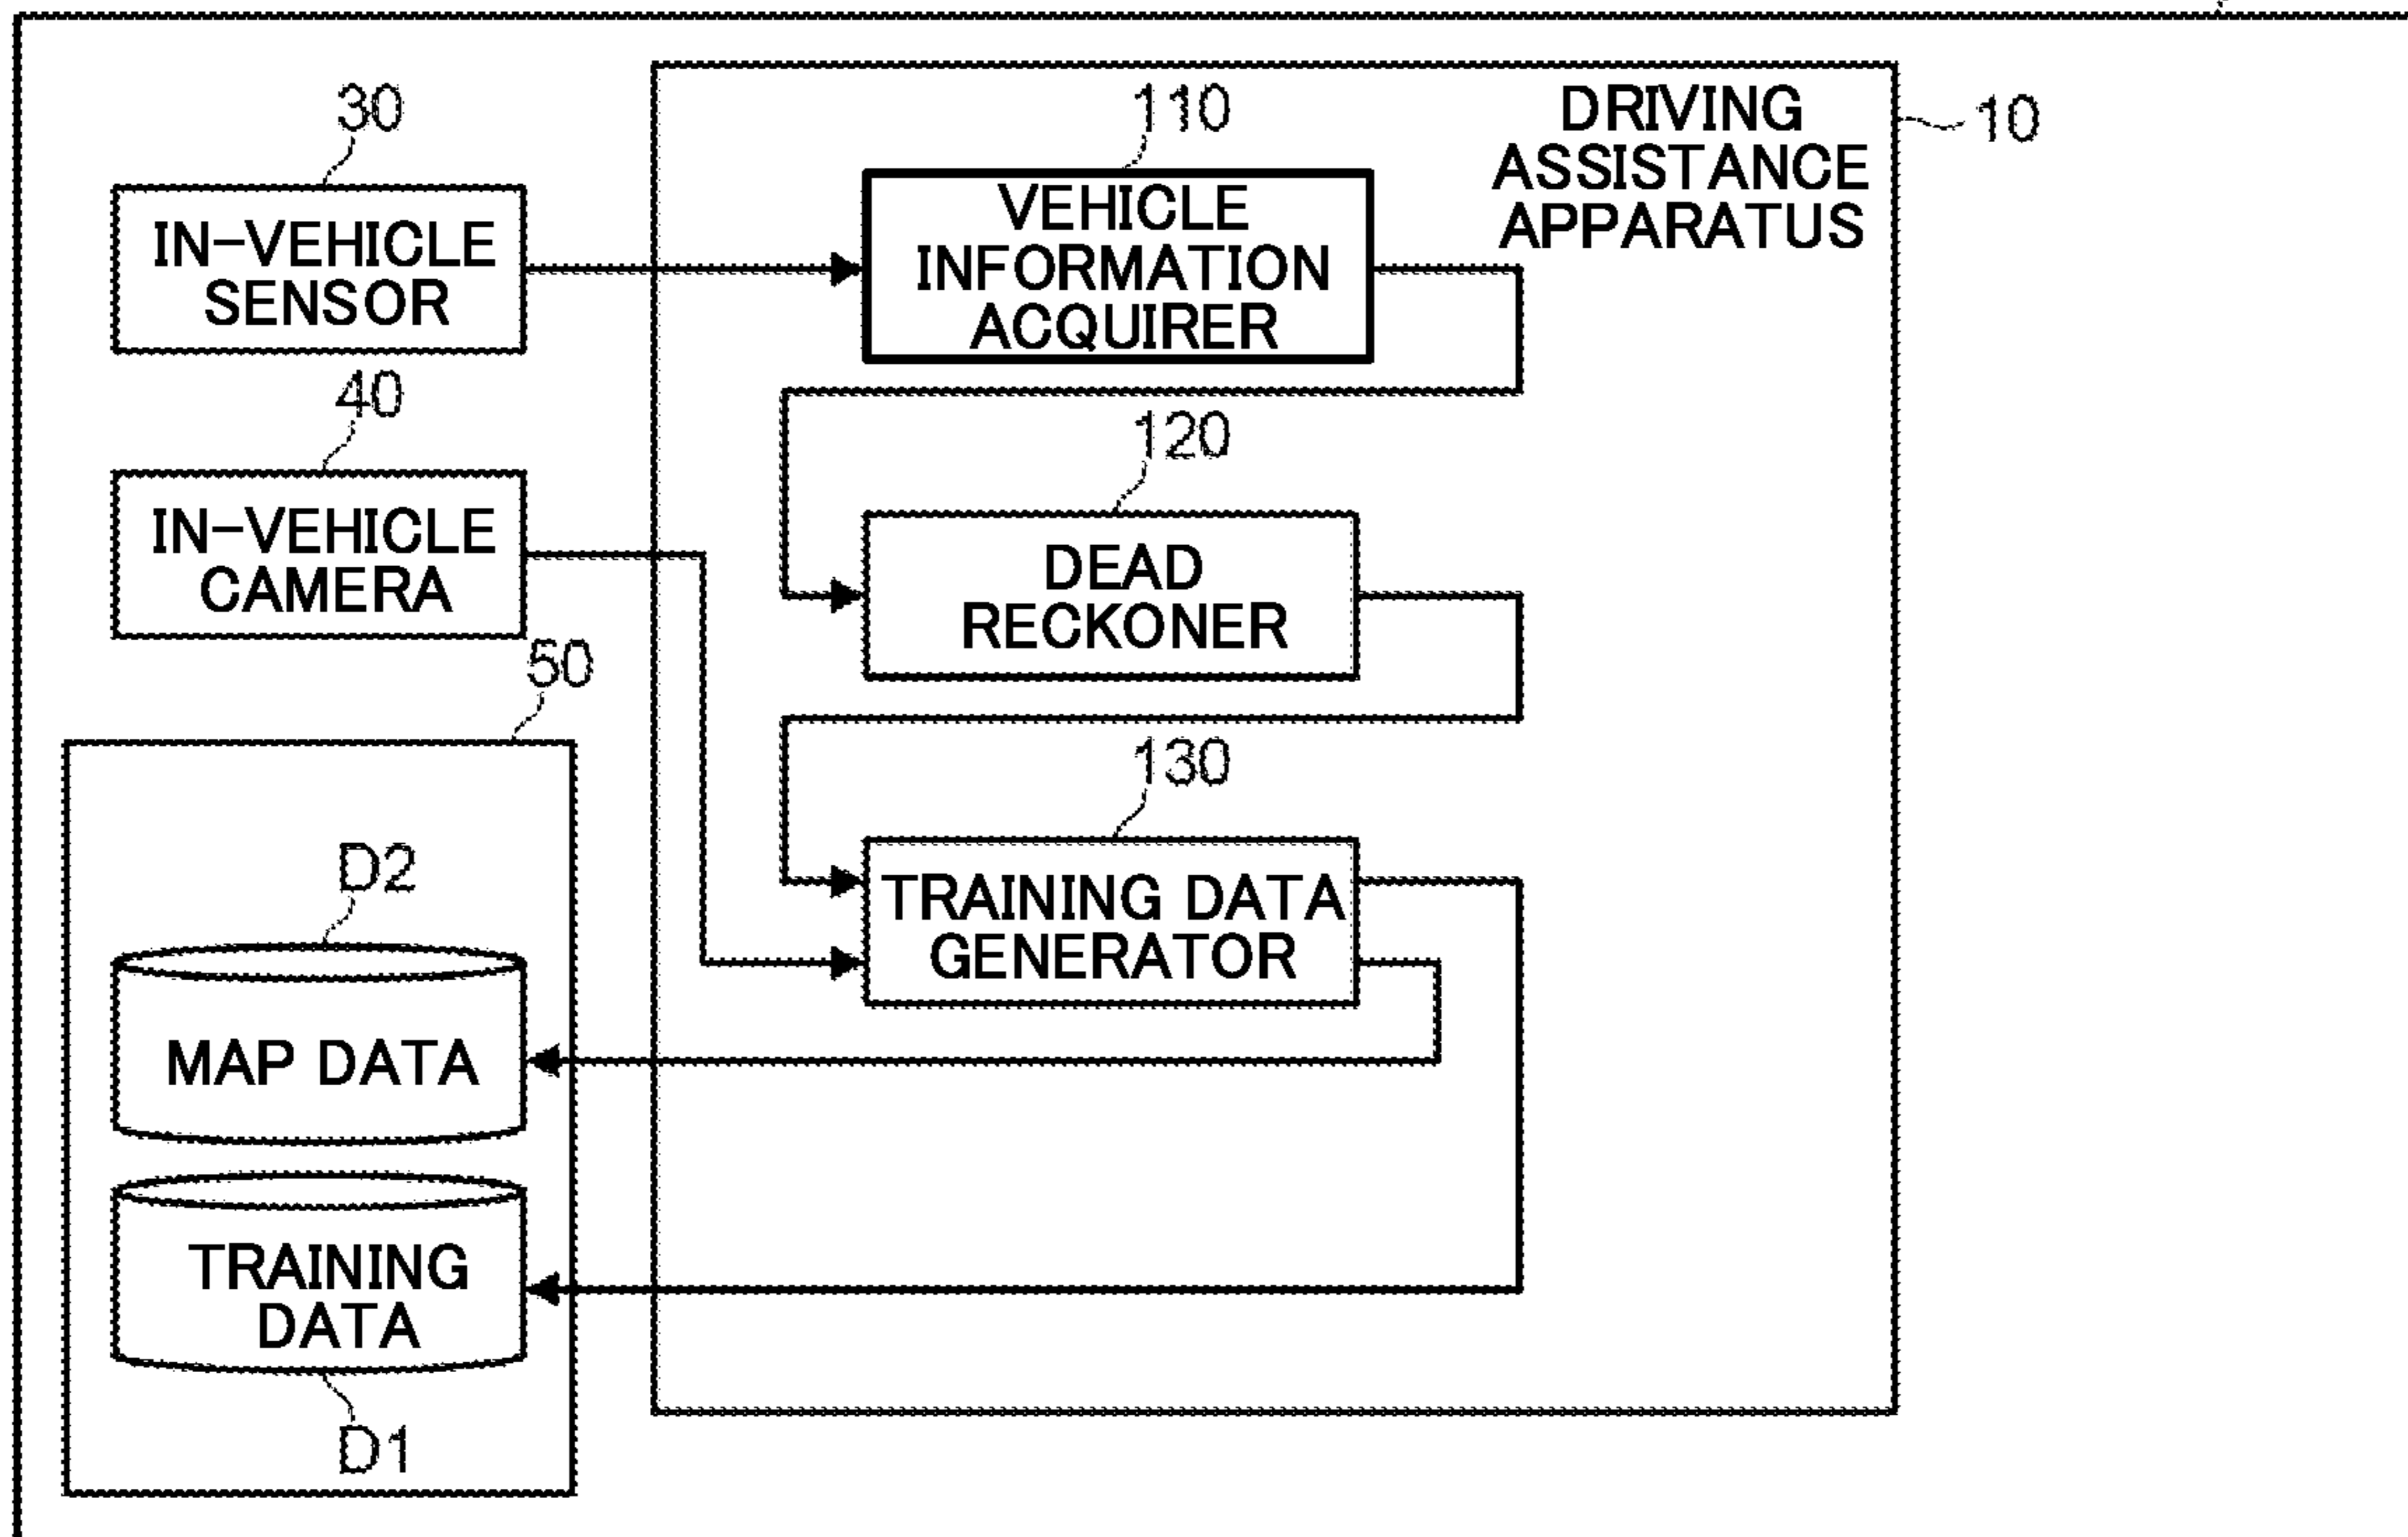 30
110
DRIVING
ASSISTANCE
APPARATUS
10
IN-VEHICLE
SENSOR
VEHICLE
INFORMATION
ACQUIRER
40
120
IN-VEHICLE
CAMERA
DEAD
RECKONER
50
130
D2
TRAINING DATA
GENERATOR
MAP DATA
TRAINING
DATA
D1